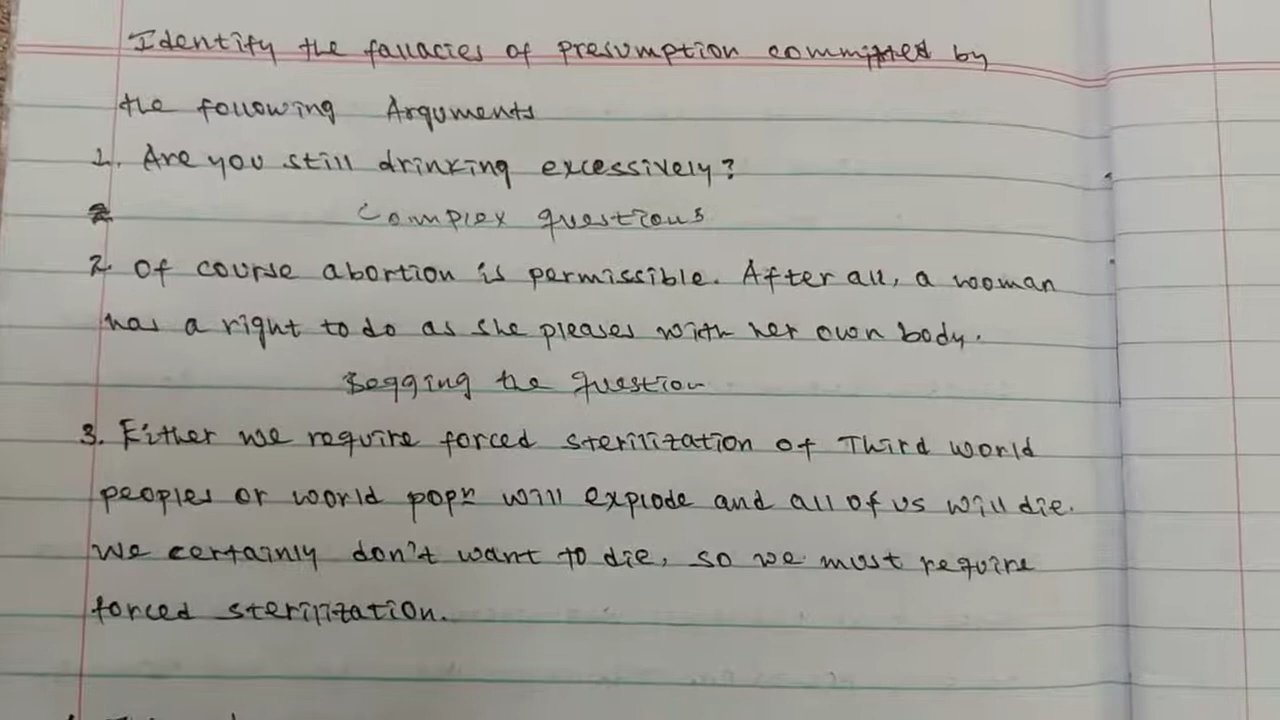 Identify the fallacies of presumption committed by
the following Arguments
1. Are you still drinking excessively?
Complex questions
2. Of course abortion is permissible. After all, a woman
has a right to do as she pleases with her own body.
Begging the question
3. Either we require forced sterilization of Third world
peoples or world popn will explode and all of us will die.
We certainly don't want to die, so we must require
forced sterilization.